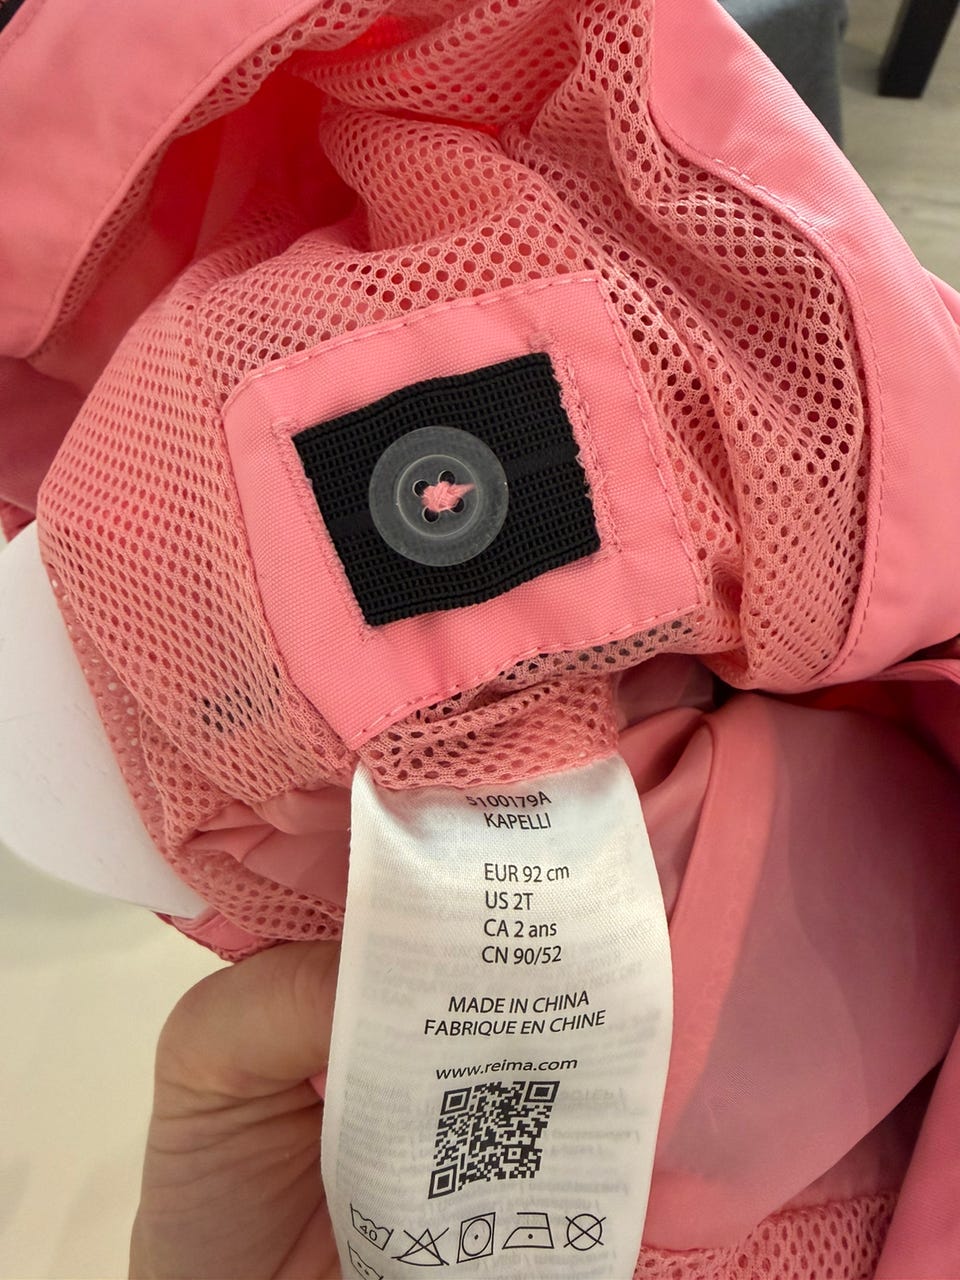 5100179A
KAPELLI
EUR 92 cm
US 2T
CA 2 ans
CN 90/52
MADE IN CHINA
FABRIQUE EN CHINE
www.reima.com
40